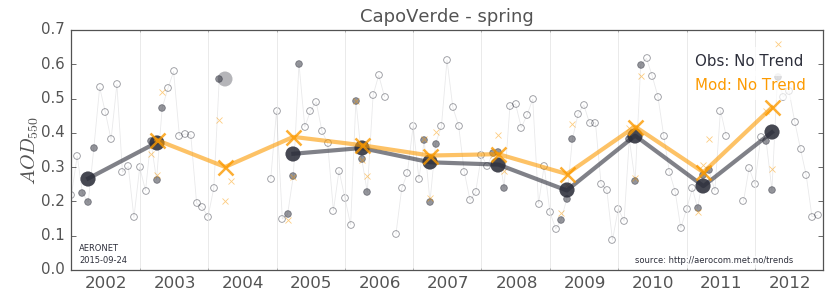 CapoVerde - spring
0.7
0.6
0.5
0.4
0.3
0.2
0.1
0.0
AOD550
Obs: No Trend
Mod: No Trend
AERONET
2015-09-24
source: http://aerocom.met.no/trends
2002 2003 2004 2005 2006 2007 2008 2009 2010 2011 2012